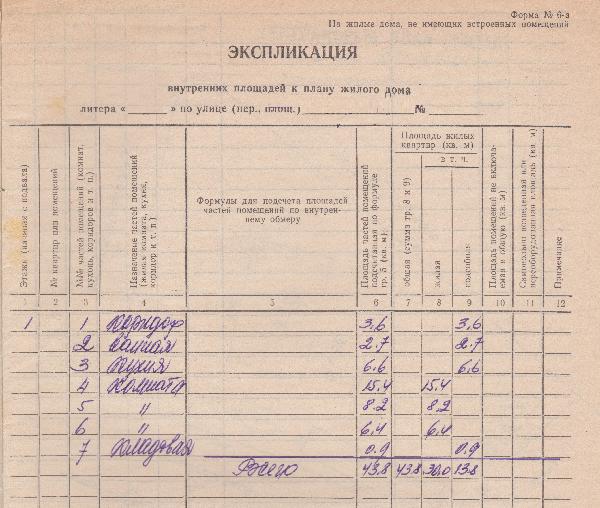 Форма № 6-а
На жилые дома, не имеющих встроенных помещений
ЭКСПЛИКАЦИЯ
внутренних площадей к плану жилого дома
литера « ______ » по улице (пер., площ.) ______ № ______
Этажи (начиная с подвала)
№ квартир или помещений
№№ частей помещений (комнат, кухонь, коридоров и т. п.)
Назначение частей помещений (жилая комната, кухня, коридор и т. п.)
Формулы для подсчета площадей частей помещений по внутреннему обмеру
Площадь частей помещений подсчитанная по формуле гр. 5 (кв. м)
Площадь жилых квартир (кв. м)
общая (сумма гр. 8 и 9)
в т. ч.
жилая
подсобная
Площадь помещений не включаемая в общую (кв. м)
Самовольно возведенная или переоборудованная площадь (кв. м)
Примечание
1 2 3 4 5 6 7 8 9 10 11 12
1 1 Коридор 3,6 3,6
2 Ванная 2.7 2.7
3 Кухня 6.6 6.6
4 Комната 15.4 15.4
5 " 8.2 8.2
6 " 6.4 6.4
7 Кладовая 0.9 0.9
Всего 43.8 43.8 30.0 13.8